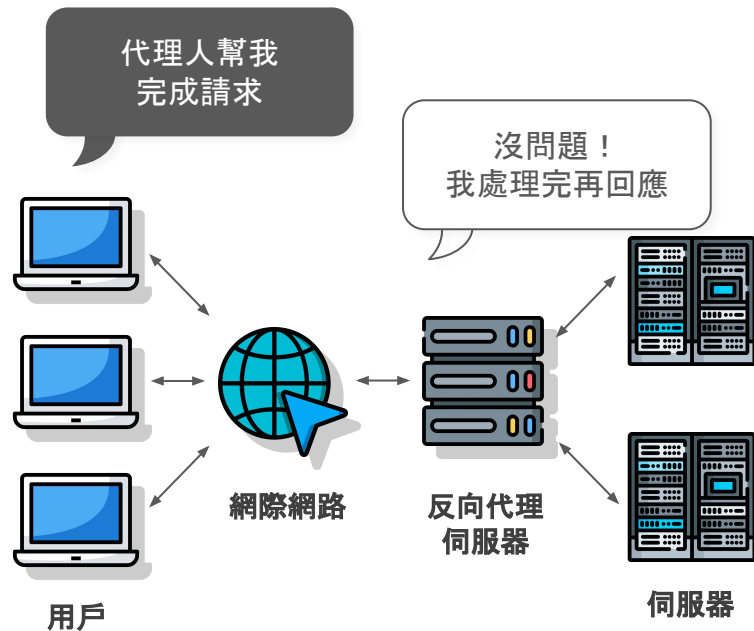 代理人幫我
完成請求
沒問題！
我處理完再回應
網際網路
反向代理
伺服器
伺服器
用戶